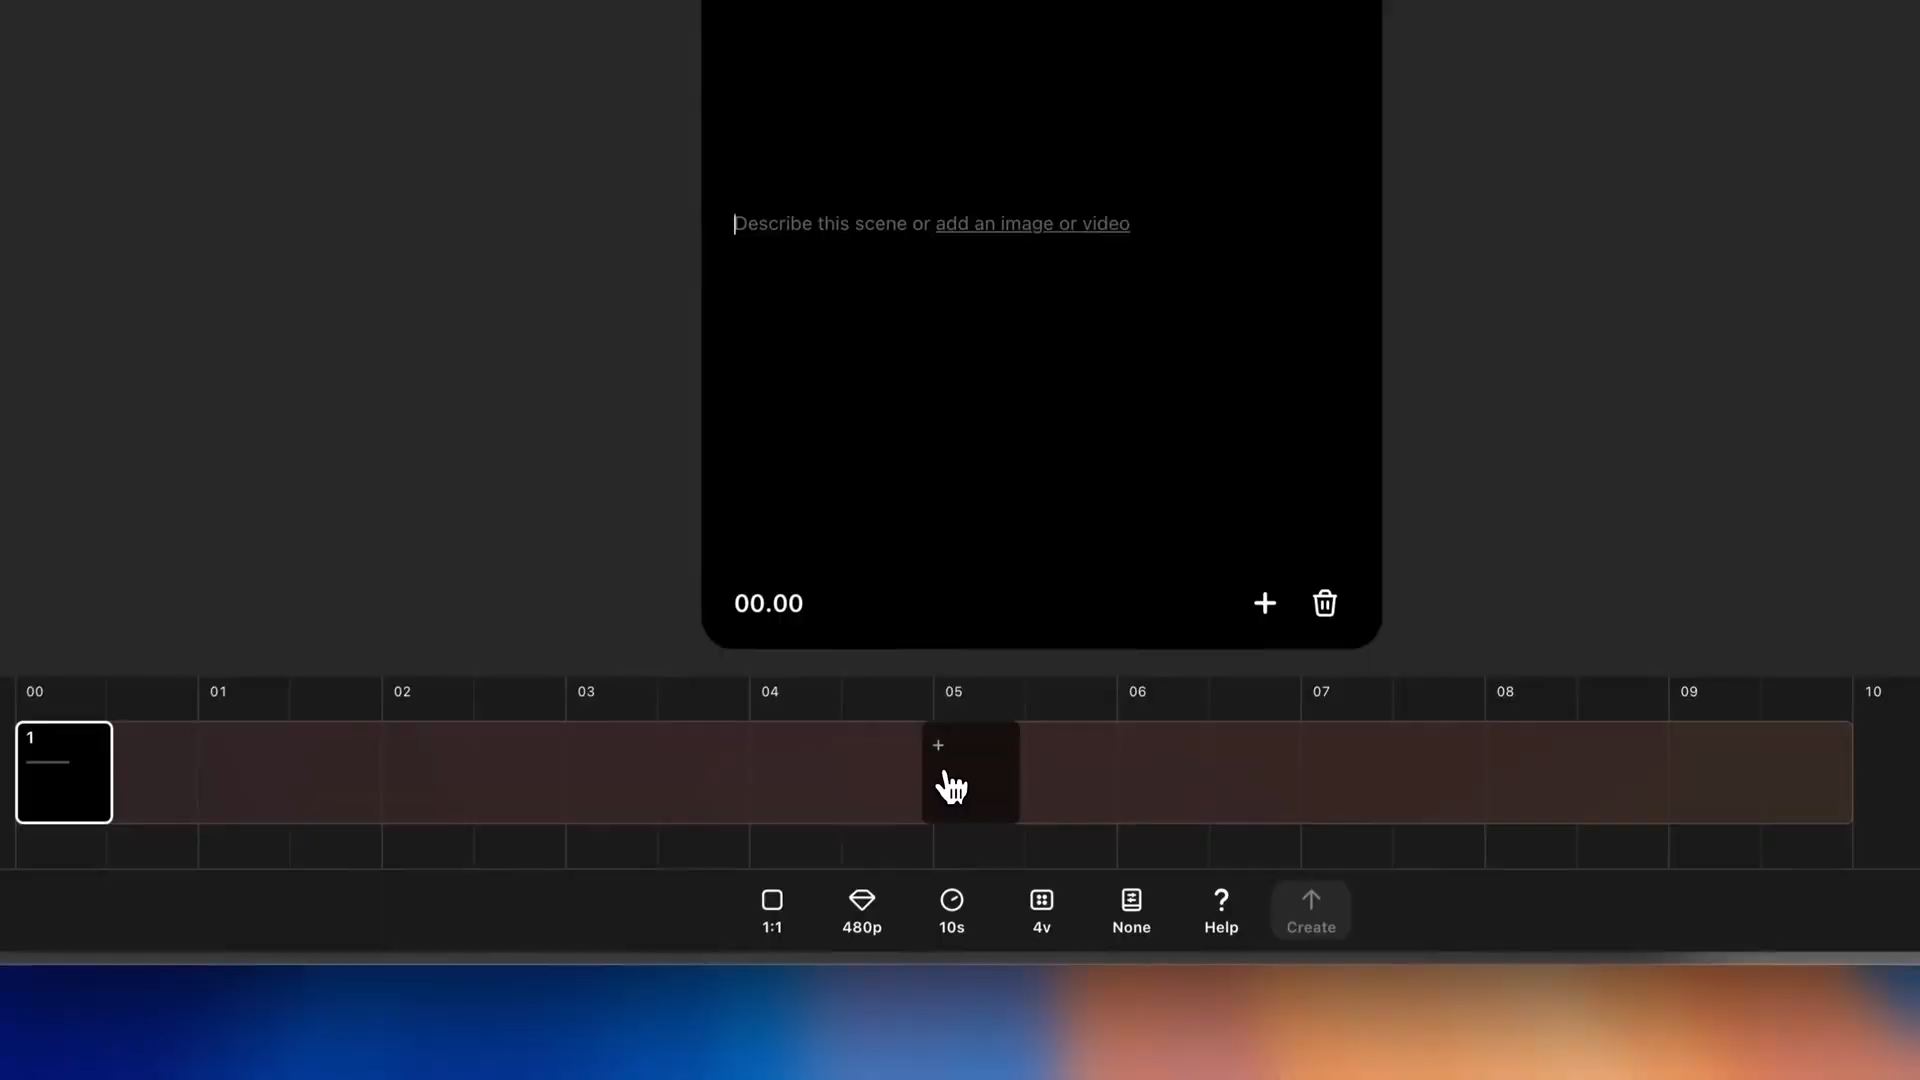 Describe this scene or add an image or video
00.00
00 01 02 03 04 05 06 07 08 09 10
1
1:1 480p 10s 4v None Help Create